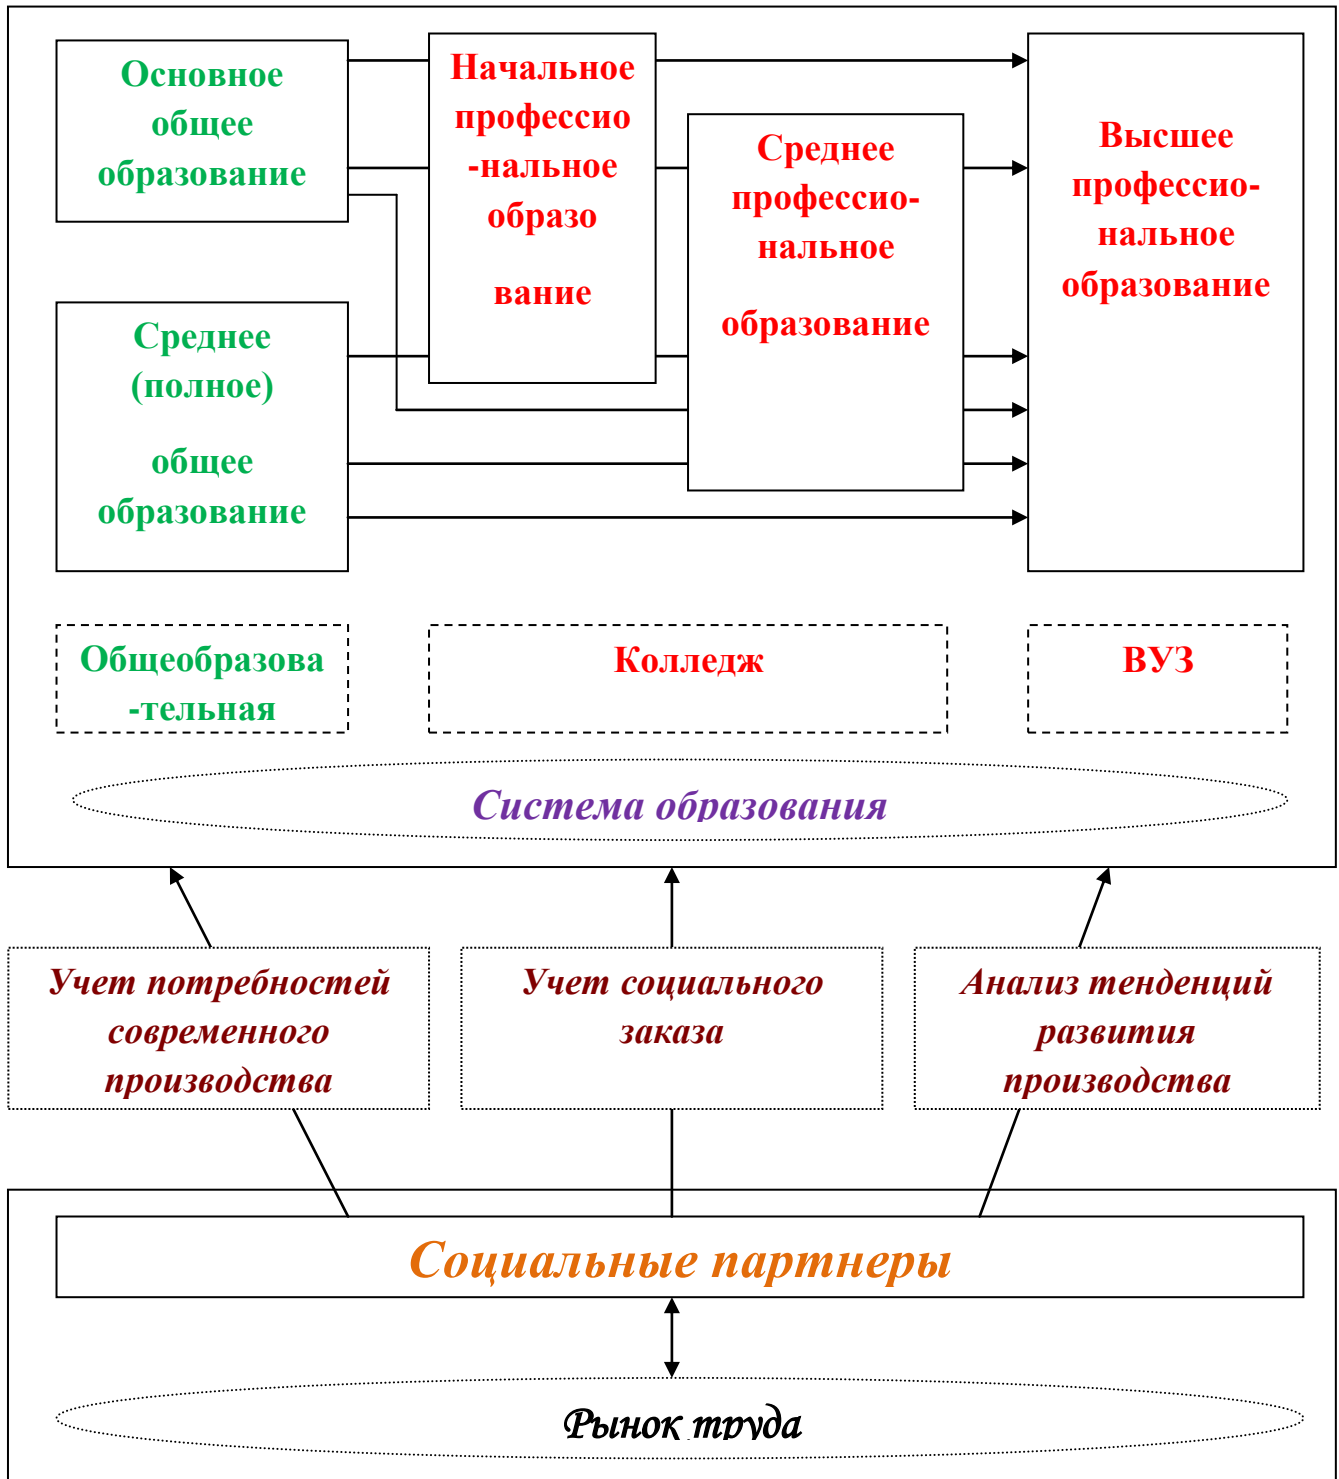 Основное
общее
образование
Среднее
(полное)
общее
образование
Начальное
профессио
-нальное
образо
вание
Среднее
профессио-
нальное
образование
Высшее
профессио-
нальное
образование
Общеобразова
-тельная
Колледж
ВУЗ
Система образования
Учет потребностей
современного
производства
Учет социального
заказа
Анализ тенденций
развития
производства
Социальные партнеры
Рынок труда